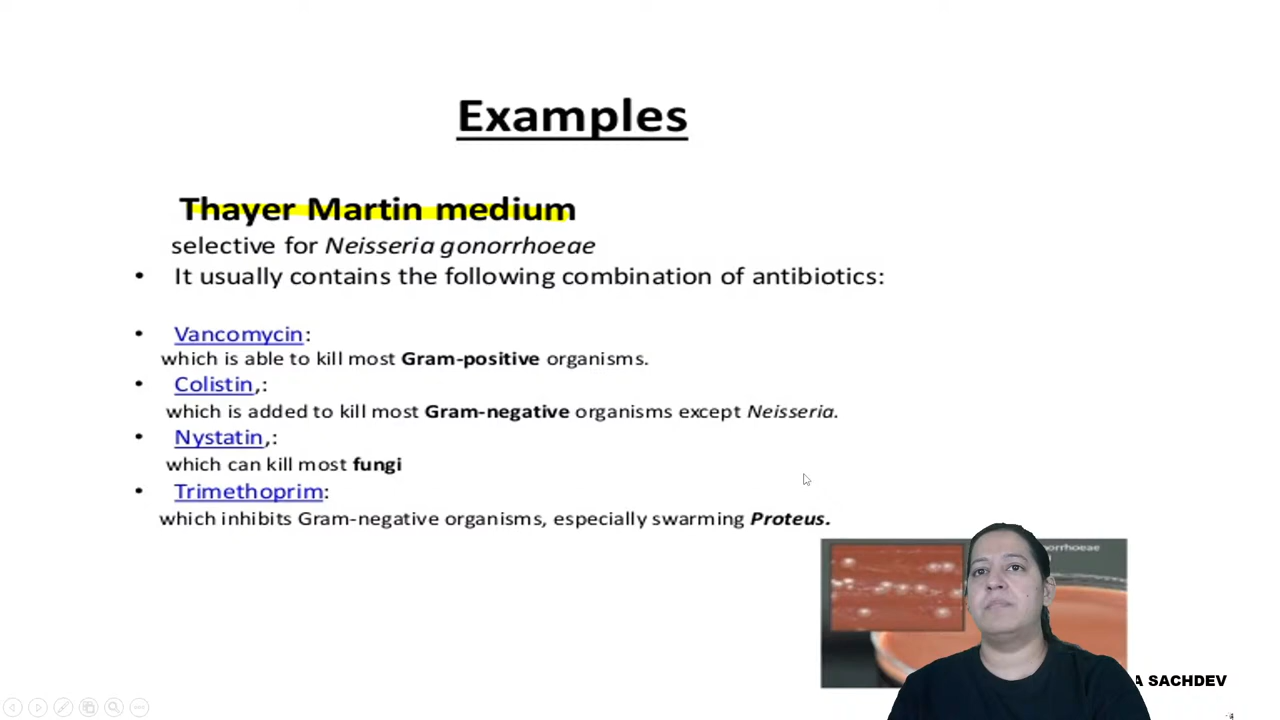 Examples
Thayer Martin medium
selective for Neisseria gonorrhoeae
• It usually contains the following combination of antibiotics:
• Vancomycin:
which is able to kill most Gram-positive organisms.
• Colistin,:
which is added to kill most Gram-negative organisms except Neisseria.
• Nystatin,:
which can kill most fungi
• Trimethoprim:
which inhibits Gram-negative organisms, especially swarming Proteus.
orrhoeae
A SACHDEV